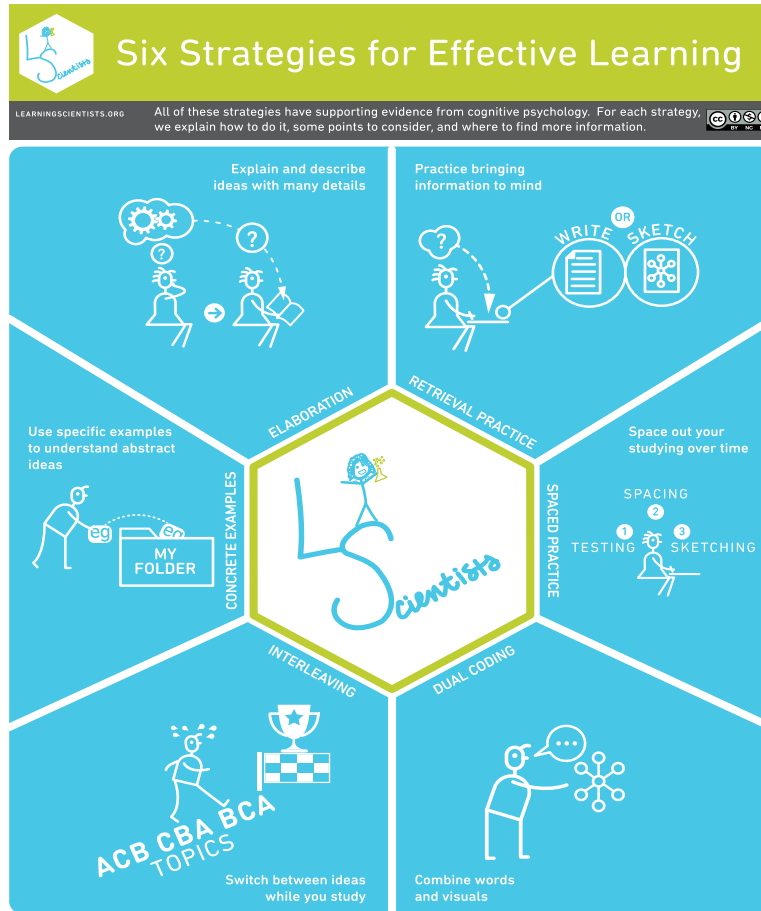 LS cientists
Six Strategies for Effective Learning
LEARNINGSCIENTISTS.ORG
All of these strategies have supporting evidence from cognitive psychology. For each strategy,
we explain how to do it, some points to consider, and where to find more information.
cc
BY NC
Explain and describe
ideas with many details
?
?
ELABORATION
Practice bringing
information to mind
?
WRITE OR SKETCH
RETRIEVAL PRACTICE
Use specific examples
to understand abstract
ideas
eg
eg
MY
FOLDER
CONCRETE EXAMPLES
LS cientists
Space out your
studying over time
SPACING
2
1 3
TESTING SKETCHING
SPACED PRACTICE
INTERLEAVING
ACB CBA BCA
TOPICS
Switch between ideas
while you study
DUAL CODING
Combine words
and visuals